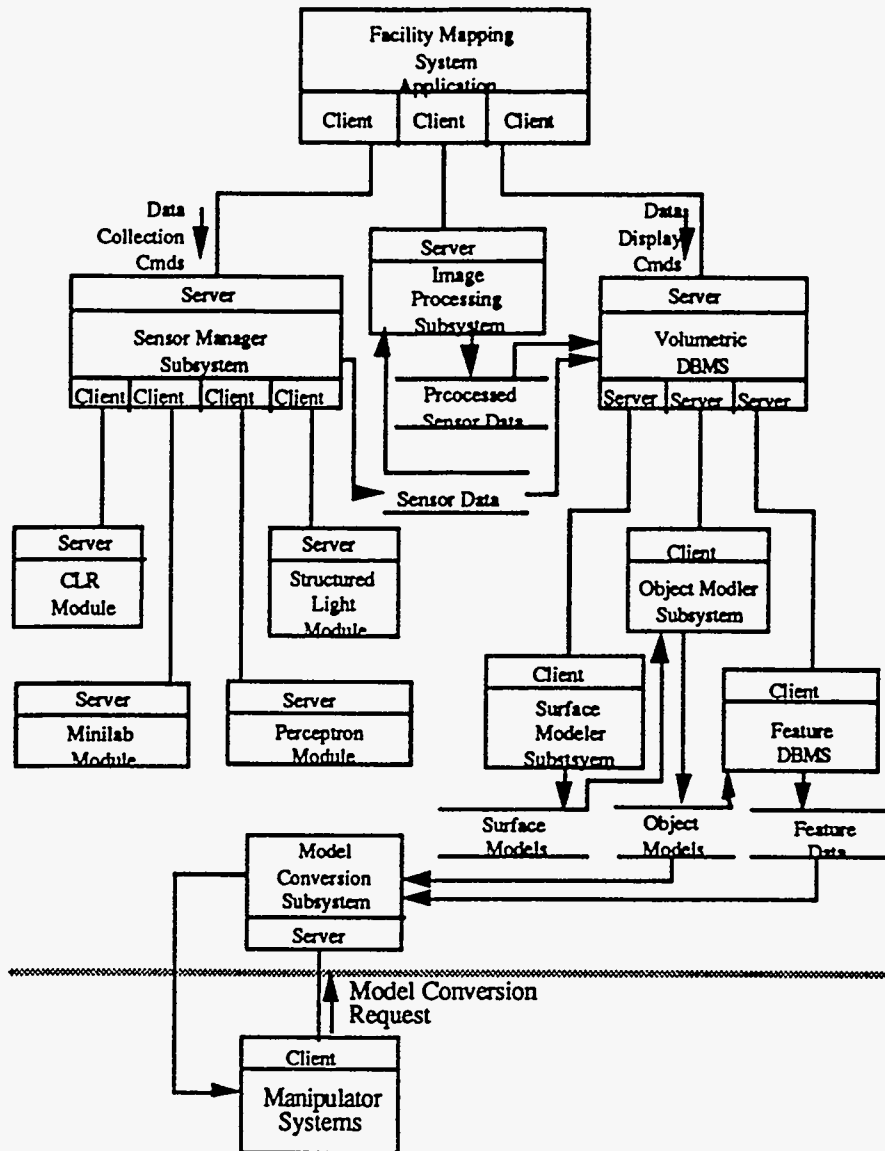 Facility Mapping
System
Application
Client
Client
Client
Data
Collection
Cmds
Data
Display
Cmds
Server
Image
Processing
Subsystem
Server
Sensor Manager
Subsystem
Client
Client
Client
Client
Server
Volumetric
DBMS
Server
Server
Server
Prcocessed
Sensor Data
Sensor Data
Server
CLR
Module
Server
Structured
Light
Module
Client
Object Modler
Subsystem
Server
Minilab
Module
Server
Perceptron
Module
Client
Surface
Modeler
Substsyem
Client
Feature
DBMS
Surface
Models
Object
Models
Feature
Data
Model
Conversion
Subsystem
Server
Model Conversion
Request
Client
Manipulator
Systems